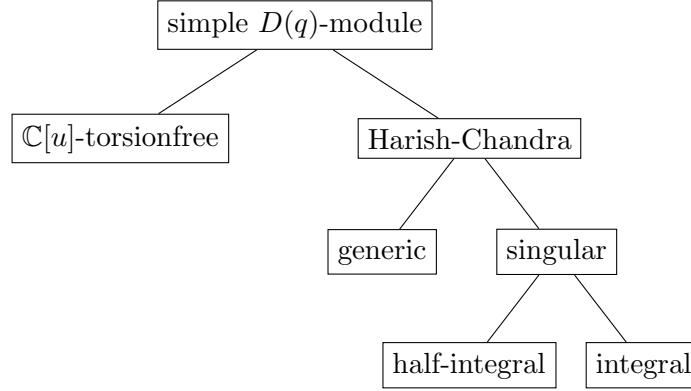 simple D(q)-module
ℂ[u]-torsionfree
Harish-Chandra
generic
singular
half-integral
integral